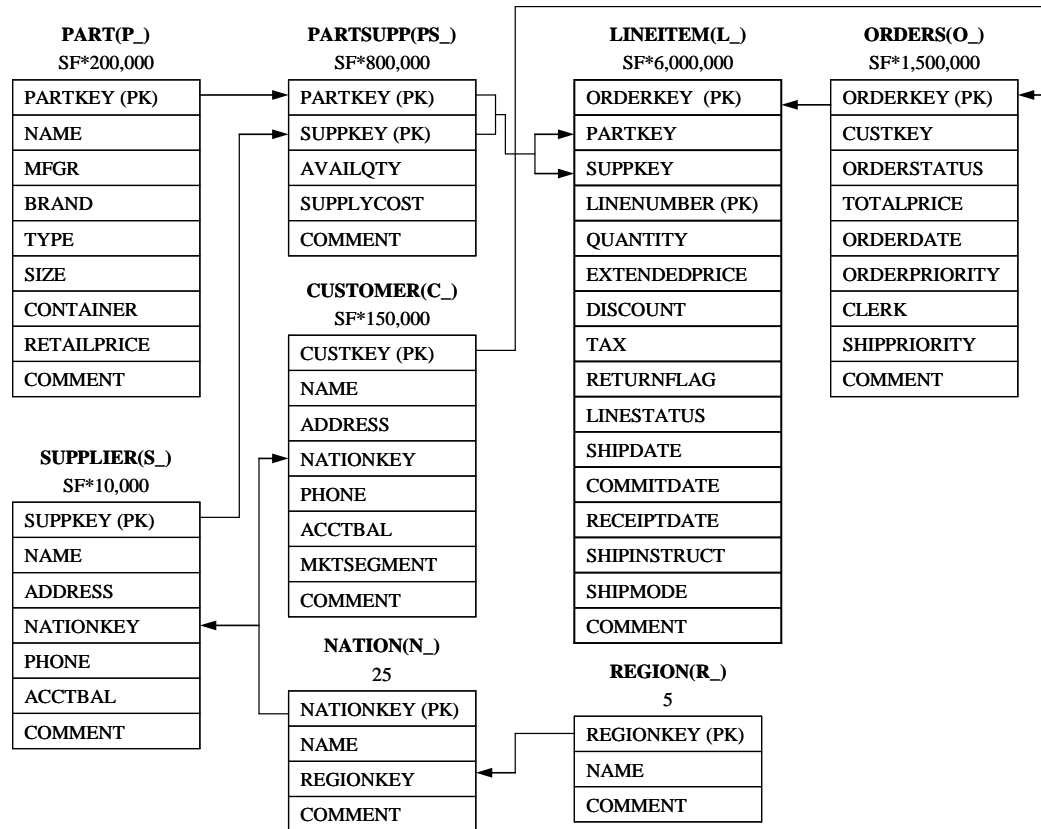 PART(P_)
SF*200,000
PARTKEY (PK)
NAME
MFGR
BRAND
TYPE
SIZE
CONTAINER
RETAILPRICE
COMMENT
SUPPLIER(S_)
SF*10,000
SUPPKEY (PK)
NAME
ADDRESS
NATIONKEY
PHONE
ACCTBAL
COMMENT
PARTSUPP(PS_)
SF*800,000
PARTKEY (PK)
SUPPKEY (PK)
AVAILQTY
SUPPLYCOST
COMMENT
CUSTOMER(C_)
SF*150,000
CUSTKEY (PK)
NAME
ADDRESS
NATIONKEY
PHONE
ACCTBAL
MKTSEGMENT
COMMENT
NATION(N_)
25
NATIONKEY (PK)
NAME
REGIONKEY
COMMENT
LINEITEM(L_)
SF*6,000,000
ORDERKEY (PK)
PARTKEY
SUPPKEY
LINENUMBER (PK)
QUANTITY
EXTENDEDPRICE
DISCOUNT
TAX
RETURNFLAG
LINESTATUS
SHIPDATE
COMMITDATE
RECEIPTDATE
SHIPINSTRUCT
SHIPMODE
COMMENT
REGION(R_)
5
REGIONKEY (PK)
NAME
COMMENT
ORDERS(O_)
SF*1,500,000
ORDERKEY (PK)
CUSTKEY
ORDERSTATUS
TOTALPRICE
ORDERDATE
ORDERPRIORITY
CLERK
SHIPPRIORITY
COMMENT